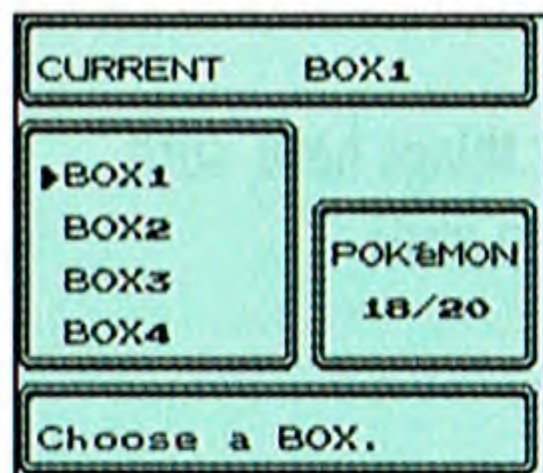 CURRENT BOX1
▶BOX1
BOX2
BOX3
BOX4
POKéMON
18/20
Choose a BOX.